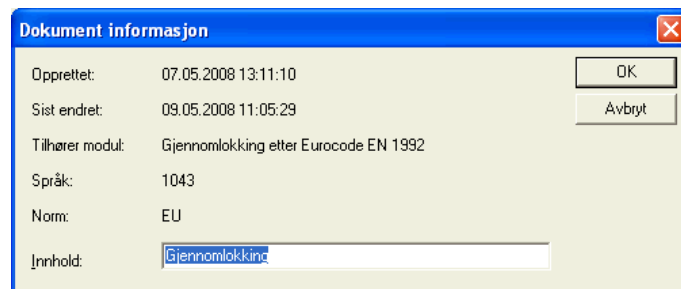 Dokument informasjon
Opprettet: 07.05.2008 13:11:10 OK
Sist endret: 09.05.2008 11:05:29 Avbryt
Tilhører modul: Gjennomlokking etter Eurocode EN 1992
Språk: 1043
Norm: EU
Innhold: Gjennomlokking